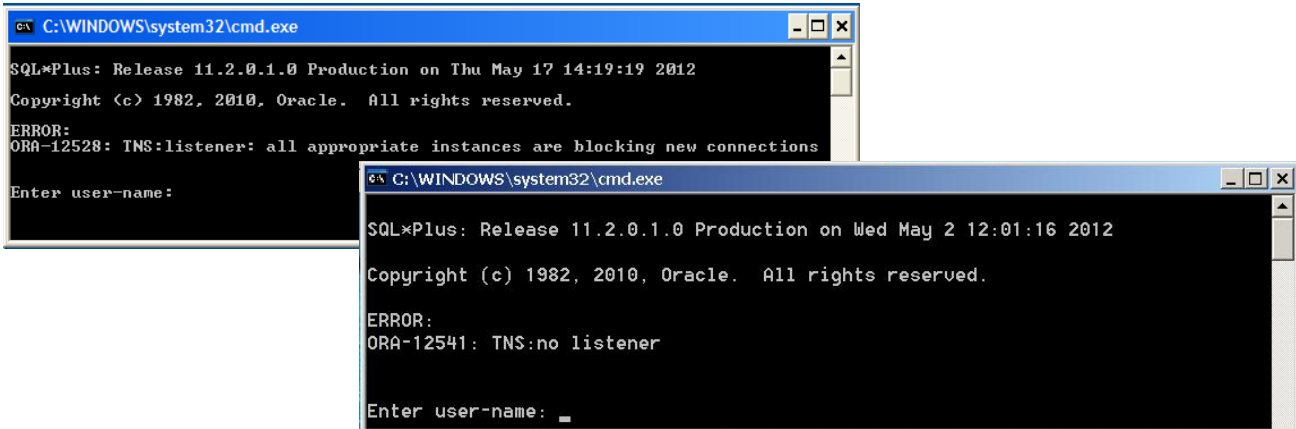 C:\WINDOWS\system32\cmd.exe
SQL*Plus: Release 11.2.0.1.0 Production on Thu May 17 14:19:19 2012
Copyright (c) 1982, 2010, Oracle.  All rights reserved.
ERROR:
ORA-12528: TNS:listener: all appropriate instances are blocking new connections
Enter user-name:
C:\WINDOWS\system32\cmd.exe
SQL*Plus: Release 11.2.0.1.0 Production on Wed May 2 12:01:16 2012
Copyright (c) 1982, 2010, Oracle.  All rights reserved.
ERROR:
ORA-12541: TNS:no listener
Enter user-name: _